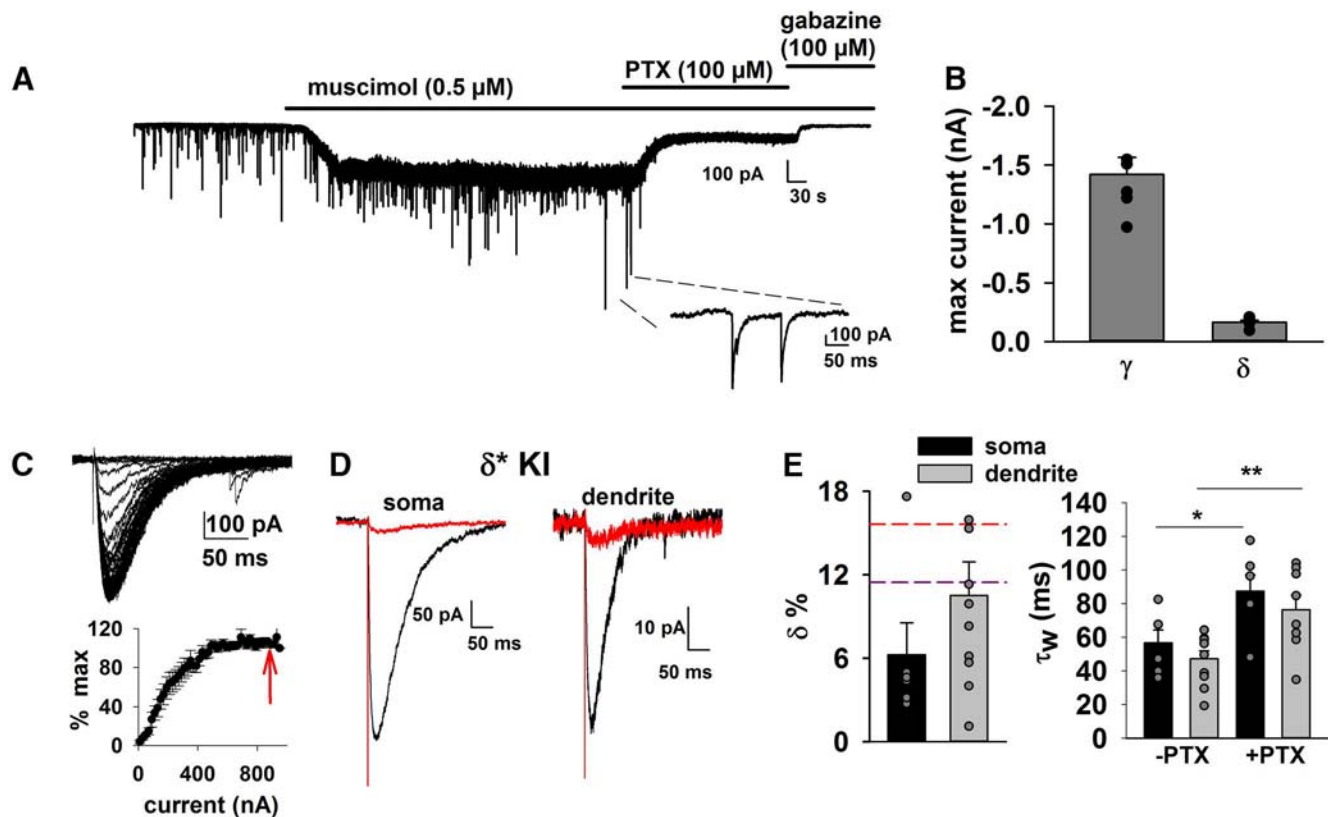 A
muscimol (0.5 µM)
PTX (100 µM)
gabazine
(100 µM)
100 pA
30 s
100 pA
50 ms
B
max current (nA)
-2.0
-1.5
-1.0
-0.5
0.0
γ
δ
C
100 pA
50 ms
% max
120
80
40
0
0
400
800
current (nA)
D
δ* KI
soma
dendrite
50 pA
50 ms
10 pA
50 ms
E
soma
dendrite
δ %
18
12
6
0
τw (ms)
140
120
100
80
60
40
20
0
*
**
-PTX
+PTX